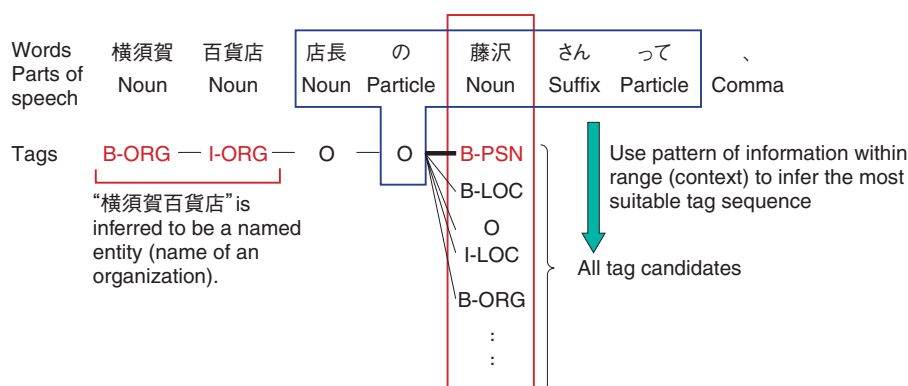 Words 横須賀 百貨店 店長 の 藤沢 さん って 、
Parts of speech Noun Noun Noun Particle Noun Suffix Particle Comma
Tags B-ORG I-ORG O O B-PSN
B-LOC
O
I-LOC
B-ORG
:
:
“横須賀百貨店” is
inferred to be a named
entity (name of an
organization).
Use pattern of information within
range (context) to infer the most
suitable tag sequence
All tag candidates